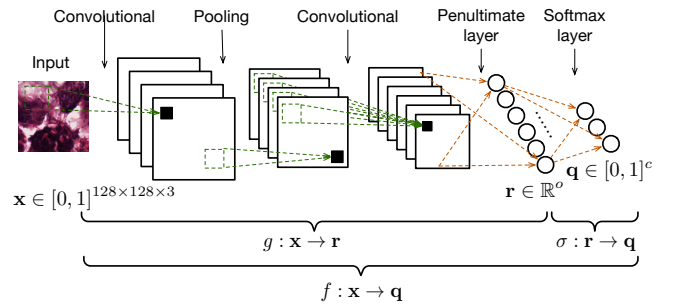 Convolutional Pooling Convolutional Penultimate layer Softmax layer
Input
x ∈ [0, 1]^{128×128×3}
r ∈ ℝ^o
q ∈ [0, 1]^c
g : x → r
σ : r → q
f : x → q